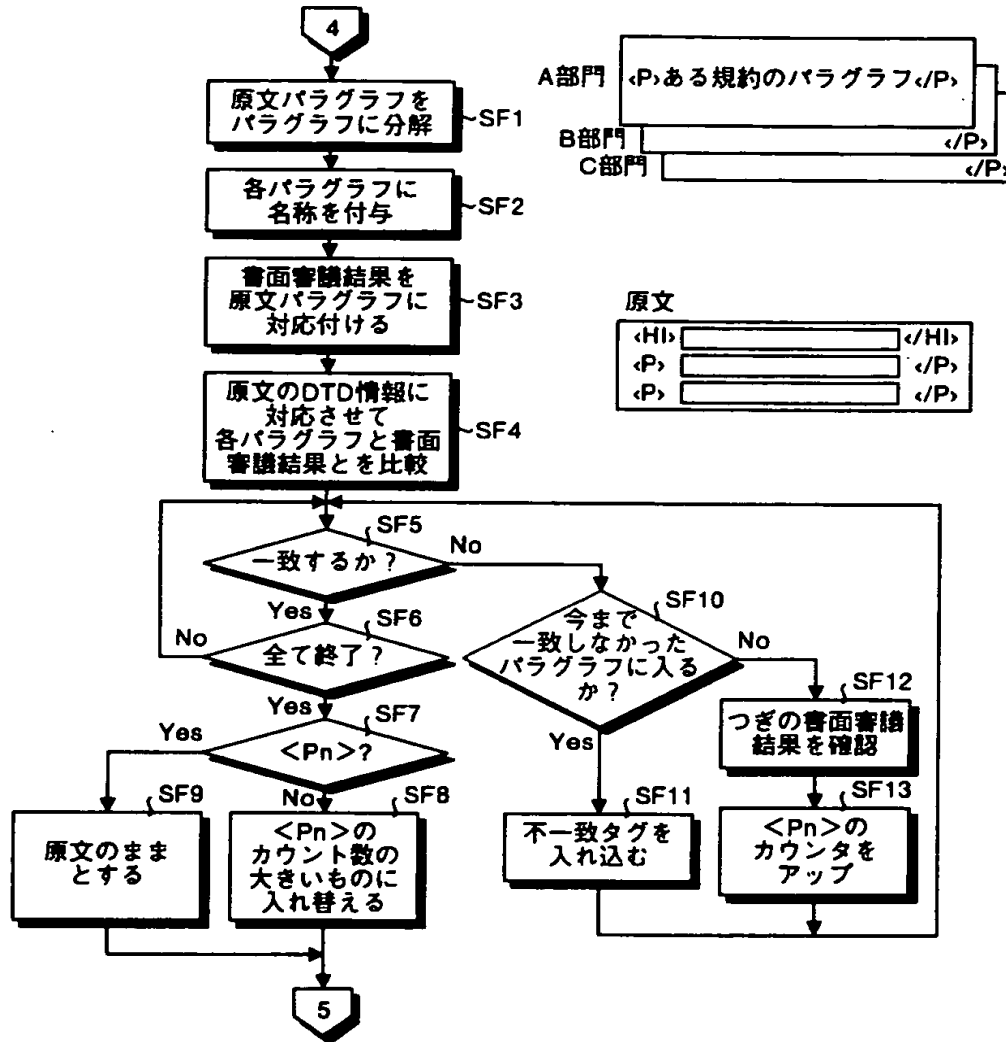 4
原文パラグラフを
パラグラフに分解
SF1
各パラグラフに
名称を付与
SF2
書面審議結果を
原文パラグラフに
対応付ける
SF3
原文のDTD情報に
対応させて
各パラグラフと書面
審議結果とを比較
SF4
A部門
<P>ある規約のパラグラフ</P>
B部門
</P>
C部門
</P>
原文
<HI>
</HI>
<P>
</P>
<P>
</P>
SF5
一致するか?
No
Yes
SF6
全て終了?
No
Yes
SF7
<Pn>?
Yes
No
SF9
原文のまま
とする
SF8
<Pn>の
カウント数の
大きいものに
入れ替える
SF10
今まで
一致しなかった
パラグラフに入る
か?
No
Yes
SF11
不一致タグを
入れ込む
SF12
つぎの書面審議
結果を確認
SF13
<Pn>の
カウンタを
アップ
5